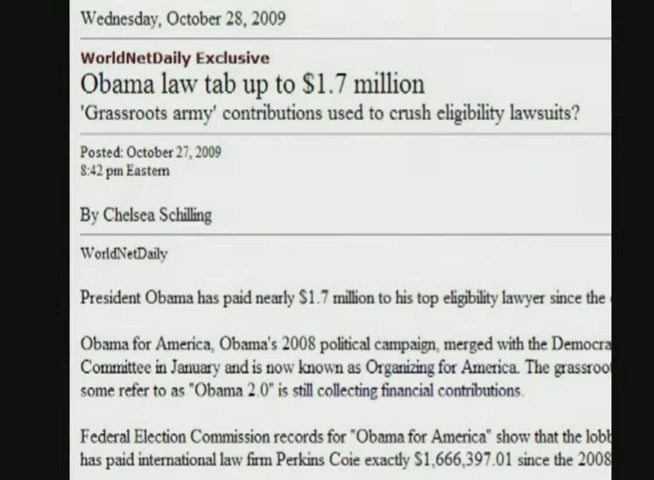 Wednesday, October 28, 2009
WorldNetDaily Exclusive
Obama law tab up to $1.7 million
'Grassroots army' contributions used to crush eligibility lawsuits?
Posted: October 27, 2009
8:42 pm Eastern
By Chelsea Schilling
WorldNetDaily
President Obama has paid nearly $1.7 million to his top eligibility lawyer since the
Obama for America, Obama's 2008 political campaign, merged with the Democra
Committee in January and is now known as Organizing for America. The grassroot
some refer to as "Obama 2.0" is still collecting financial contributions.
Federal Election Commission records for "Obama for America" show that the lobb
has paid international law firm Perkins Coie exactly $1,666,397.01 since the 2008